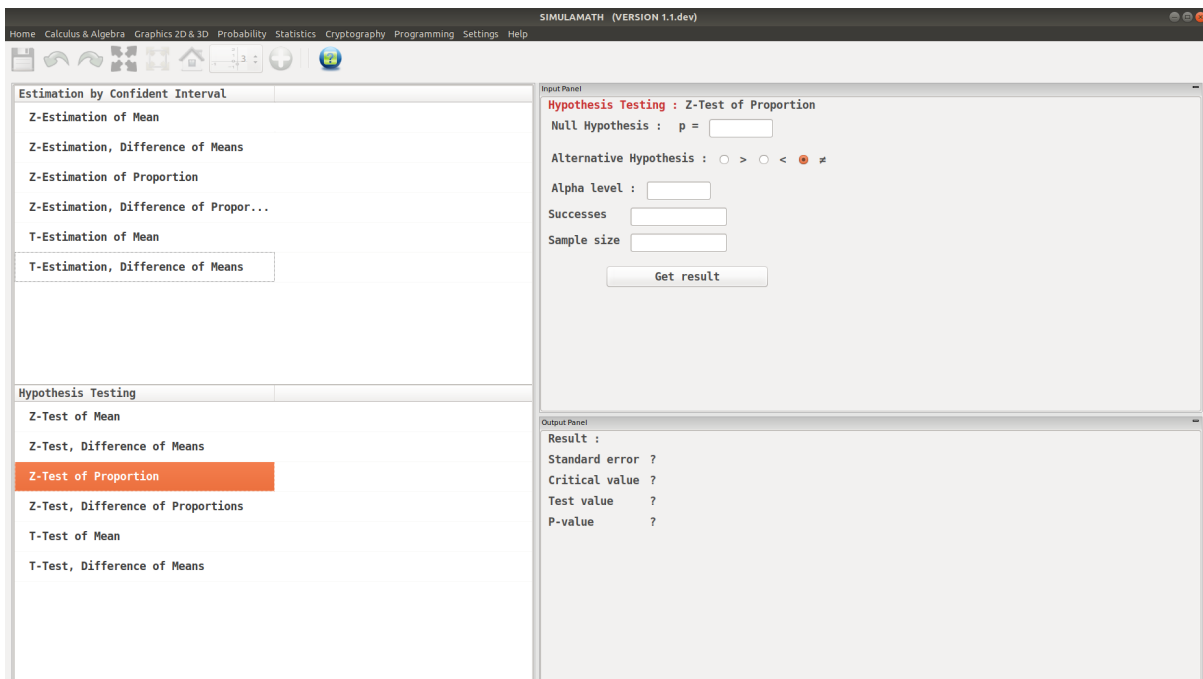 SIMULAMATH (VERSION 1.1.dev)
Home Calculus & Algebra Graphics 2D & 3D Probability Statistics Cryptography Programming Settings Help
3
Estimation by Confident Interval
Z-Estimation of Mean
Z-Estimation, Difference of Means
Z-Estimation of Proportion
Z-Estimation, Difference of Propor...
T-Estimation of Mean
T-Estimation, Difference of Means
Hypothesis Testing
Z-Test of Mean
Z-Test, Difference of Means
Z-Test of Proportion
Z-Test, Difference of Proportions
T-Test of Mean
T-Test, Difference of Means
Input Panel
Hypothesis Testing : Z-Test of Proportion
Null Hypothesis : p =
Alternative Hypothesis : > < ≠
Alpha level :
Successes
Sample size
Get result
Output Panel
Result :
Standard error ?
Critical value ?
Test value ?
P-value ?